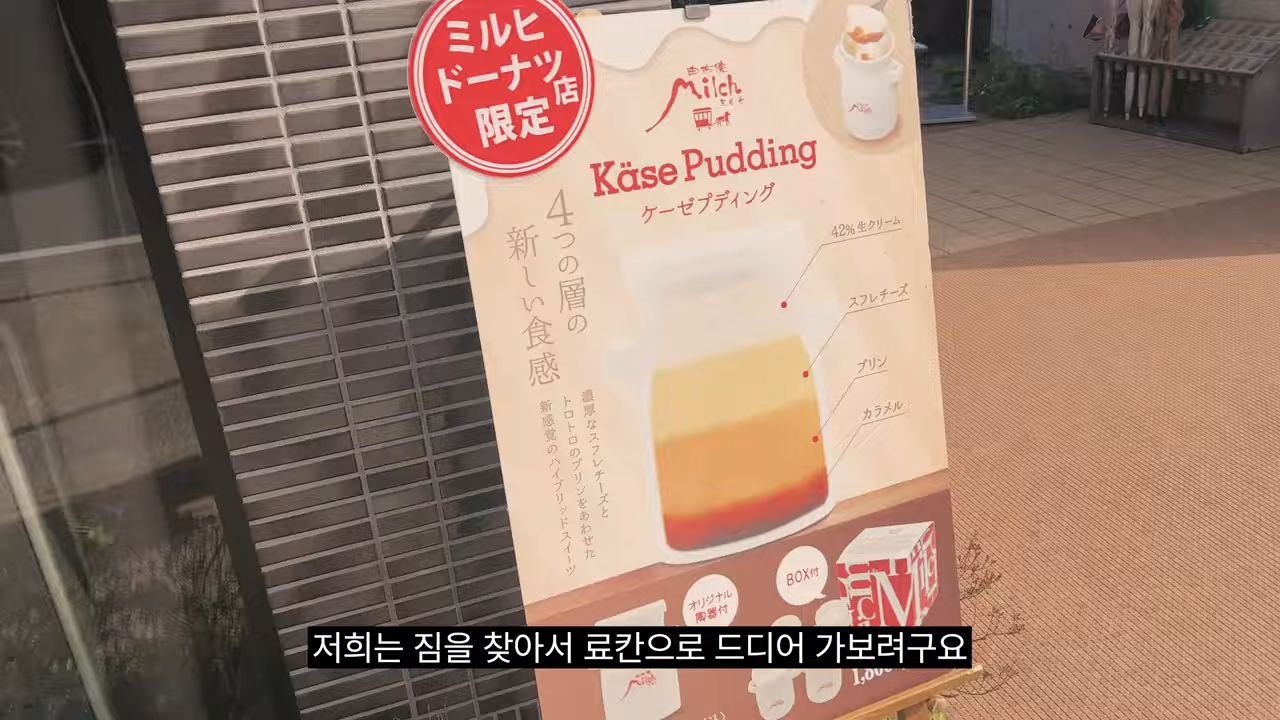 ミルヒ
ドーナツ店
限定
由布院
Milch
Käse Pudding
ケーゼプディング
4つの層の
新しい食感
濃厚なスフレチーズと
トロトロのプリンをあわせた
新感覚のハイブリッドスイーツ
42%生クリーム
スフレチーズ
プリン
カラメル
オリジナル
陶器付
BOX付
Milch
저희는 짐을 찾아서 료칸으로 드디어 가보려구요